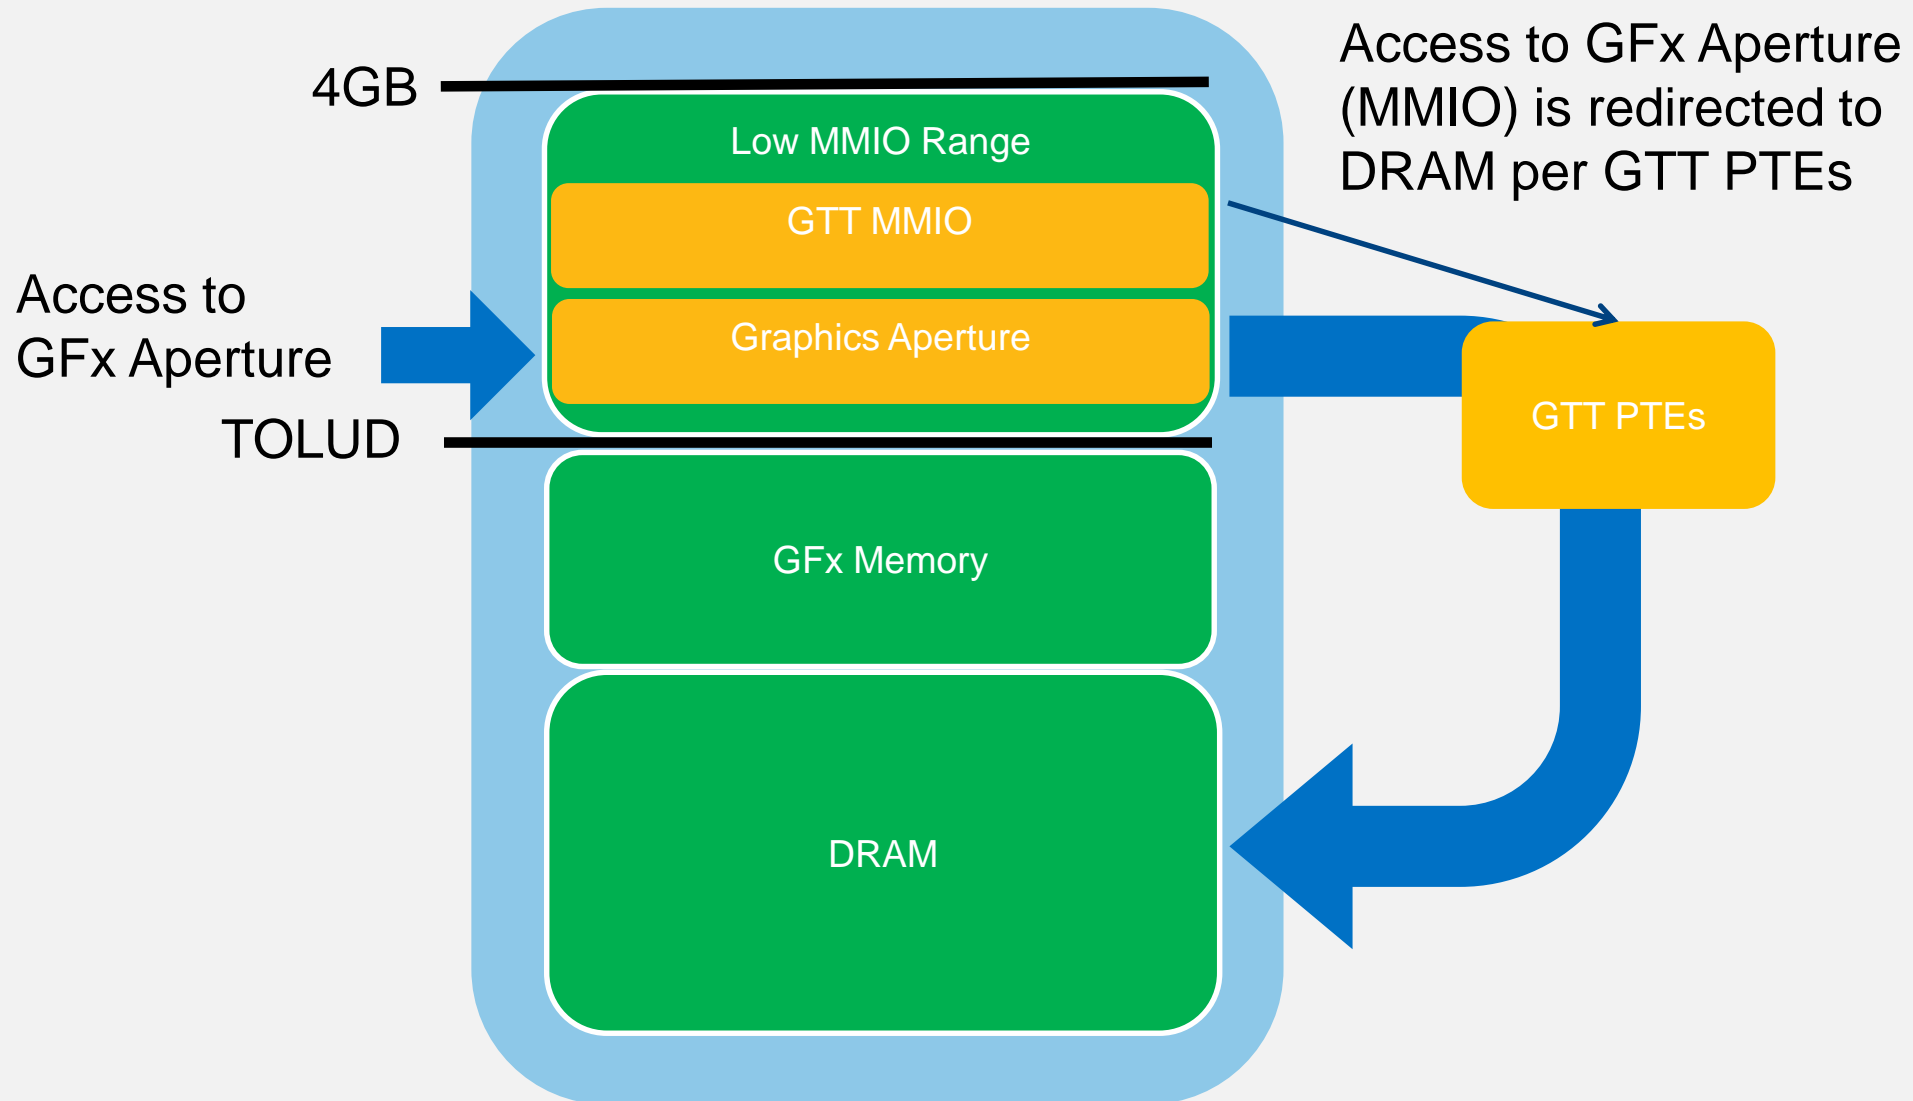 Access to GFx Aperture
(MMIO) is redirected to
DRAM per GTT PTEs
4GB
Low MMIO Range
GTT MMIO
Access to
GFx Aperture
Graphics Aperture
GTT PTEs
TOLUD
GFx Memory
DRAM